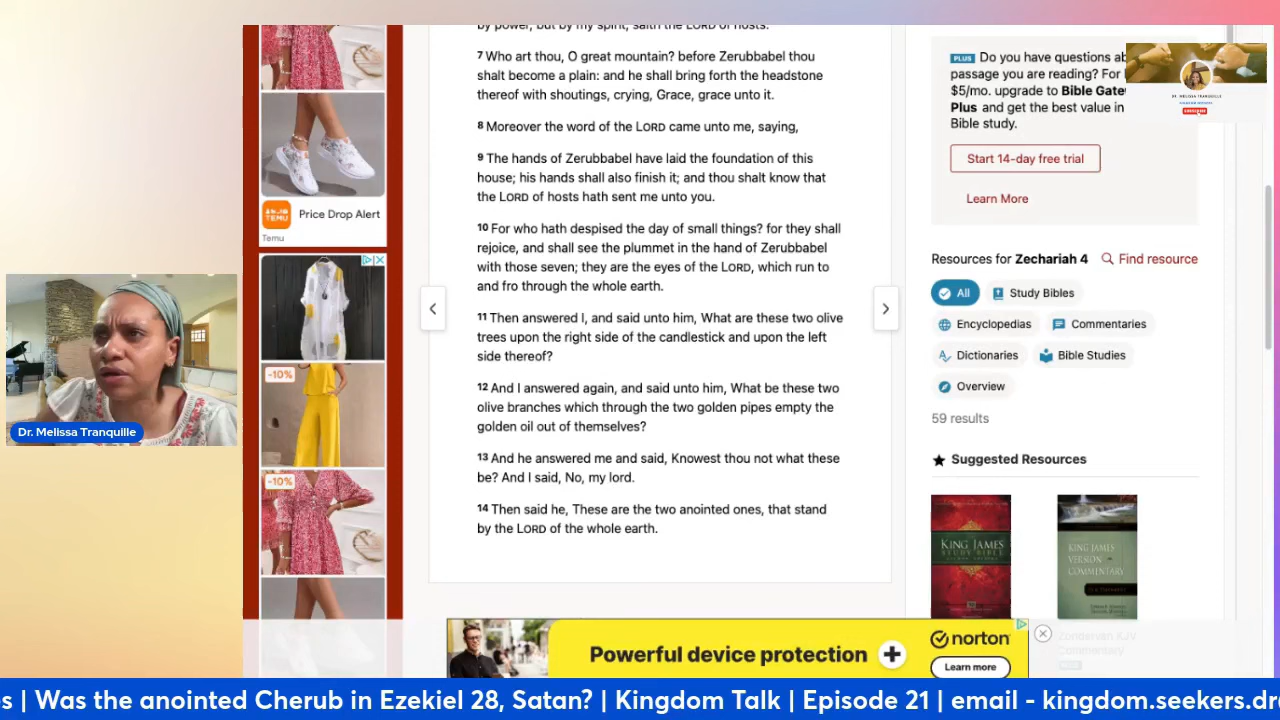 by power, but by my spirit, saith the LORD of hosts.
7 Who art thou, O great mountain? before Zerubbabel thou
shalt become a plain: and he shall bring forth the headstone
thereof with shoutings, crying, Grace, grace unto it.
8 Moreover the word of the LORD came unto me, saying,
9 The hands of Zerubbabel have laid the foundation of this
house; his hands shall also finish it; and thou shalt know that
the LORD of hosts hath sent me unto you.
10 For who hath despised the day of small things? for they shall
rejoice, and shall see the plummet in the hand of Zerubbabel
with those seven; they are the eyes of the LORD, which run to
and fro through the whole earth.
11 Then answered I, and said unto him, What are these two olive
trees upon the right side of the candlestick and upon the left
side thereof?
12 And I answered again, and said unto him, What be these two
olive branches which through the two golden pipes empty the
golden oil out of themselves?
13 And he answered me and said, Knowest thou not what these
be? And I said, No, my lord.
14 Then said he, These are the two anointed ones, that stand
by the LORD of the whole earth.
PLUS Do you have questions ab
passage you are reading? For
$5/mo. upgrade to Bible Gate
Plus and get the best value in
Bible study.
Start 14-day free trial
Learn More
DR. MELISSA TRANQUILLE
Resources for Zechariah 4
Find resource
All
Study Bibles
Encyclopedias
Commentaries
Dictionaries
Bible Studies
Overview
59 results
Suggested Resources
KING JAMES
STUDY BIBLE
KING JAMES
VERSION
COMMENTARY
Zondervan KJV
Commentary
TEMU
Price Drop Alert
Temu
-10%
-10%
Dr. Melissa Tranquille
Powerful device protection
norton
Learn more
s | Was the anointed Cherub in Ezekiel 28, Satan? | Kingdom Talk | Episode 21 | email - kingdom.seekers.dr